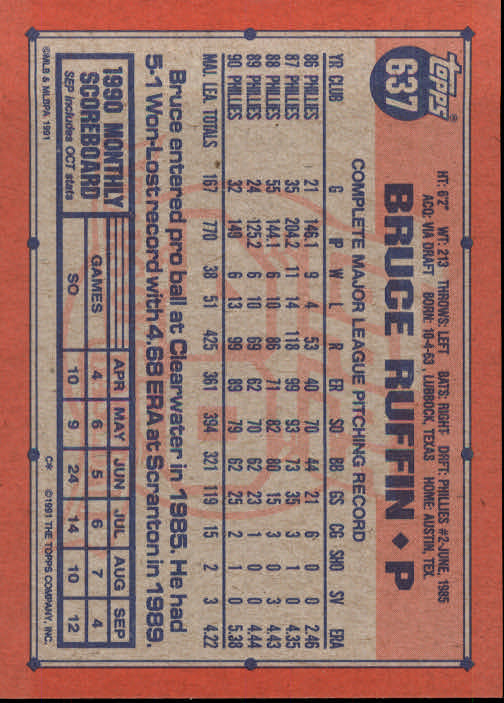 Topps®
637
BRUCE RUFFIN ◆ P
HT: 6'2" WT: 213 THROWS: LEFT BATS: RIGHT DRFT: PHILLIES #2-JUNE, 1985
ACQ: VIA DRAFT BORN: 10-4-63, LUBBOCK, TEXAS HOME: AUSTIN, TEX.
COMPLETE MAJOR LEAGUE PITCHING RECORD
YR CLUB G IP W L R ER SO BB GS CG SHO SV ERA
86 PHILLIES 21 146.1 9 4 53 40 70 44 21 6 0 0 2.46
87 PHILLIES 35 204.2 11 14 118 99 93 73 35 3 1 0 4.35
88 PHILLIES 55 144.1 6 10 86 71 82 80 15 3 0 3 4.43
89 PHILLIES 24 125.2 6 10 69 62 70 62 23 1 0 0 4.44
90 PHILLIES 32 149 6 13 99 89 79 62 25 2 1 0 5.38
MAJ. LEA. TOTALS 167 770 38 51 425 361 394 321 119 15 2 3 4.22
Bruce entered pro ball at Clearwater in 1985. He had
5-1 Won-Lost record with 4.68 ERA at Scranton in 1989.
1990 MONTHLY
SCOREBOARD
SEP includes OCT stats
APR MAY JUN JUL AUG SEP
GAMES 4 6 5 6 7 4
SO 10 9 24 14 10 12
©MLB & MLBPA 1991 C* ©1991 THE TOPPS COMPANY, INC.